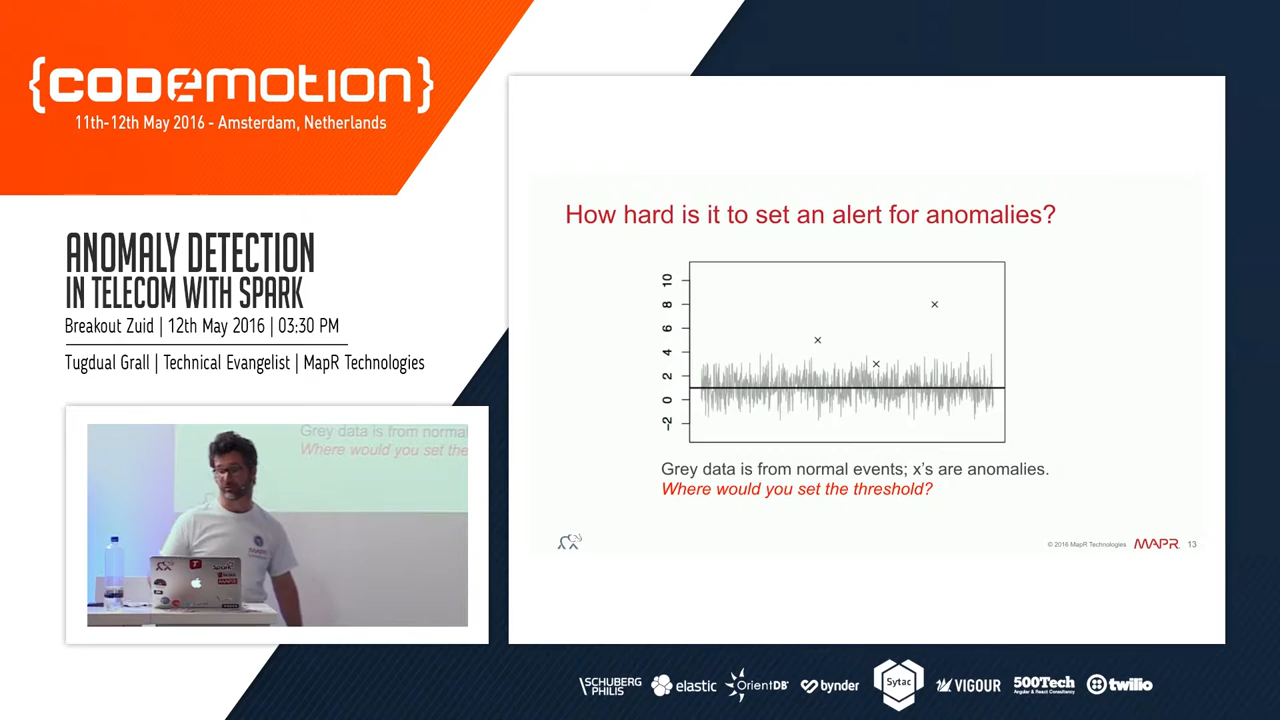 {CODEMOTION}
11th-12th May 2016 - Amsterdam, Netherlands
ANOMALY DETECTION
IN TELECOM WITH SPARK
Breakout Zuid | 12th May 2016 | 03:30 PM
Tugdual Grall | Technical Evangelist | MapR Technologies
Grey data is from normal
Where would you set the
How hard is it to set an alert for anomalies?
10
8
6
4
2
0
−2
Grey data is from normal events; x's are anomalies.
Where would you set the threshold?
© 2016 MapR Technologies MAPR 13
SCHUBERG PHILIS
elastic
OrientDB
bynder
Sytac
VIGOUR
500Tech
Angular & React Consultancy
twilio